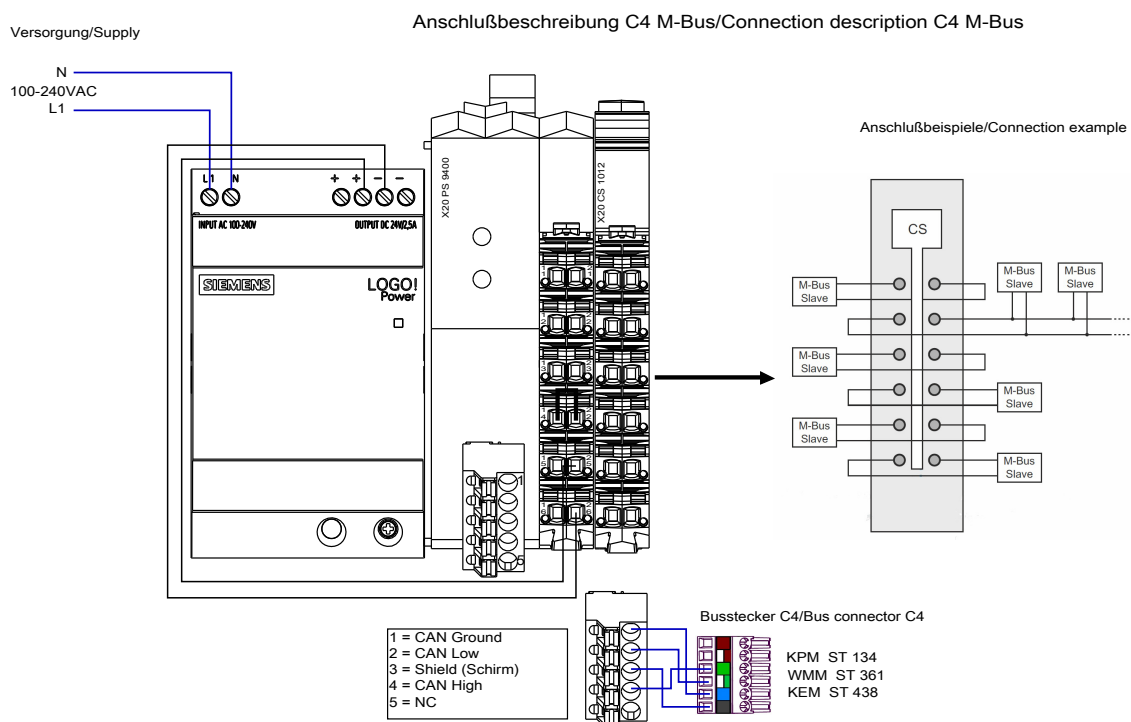 Anschlußbeschreibung C4 M-Bus/Connection description C4 M-Bus
Versorgung/Supply
N
100-240VAC
L1
Anschlußbeispiele/Connection example
L1 N
+ + − −
INPUT AC 100-240V
OUTPUT DC 24V/2,5A
SIEMENS
LOGO!
Power
X20 PS 9400
X20 CS 1012
CS
M-Bus
Slave
M-Bus
Slave
M-Bus
Slave
M-Bus
Slave
M-Bus
Slave
M-Bus
Slave
M-Bus
Slave
1
5
Busstecker C4/Bus connector C4
1 = CAN Ground
2 = CAN Low
3 = Shield (Schirm)
4 = CAN High
5 = NC
KPM ST 134
WMM ST 361
KEM ST 438